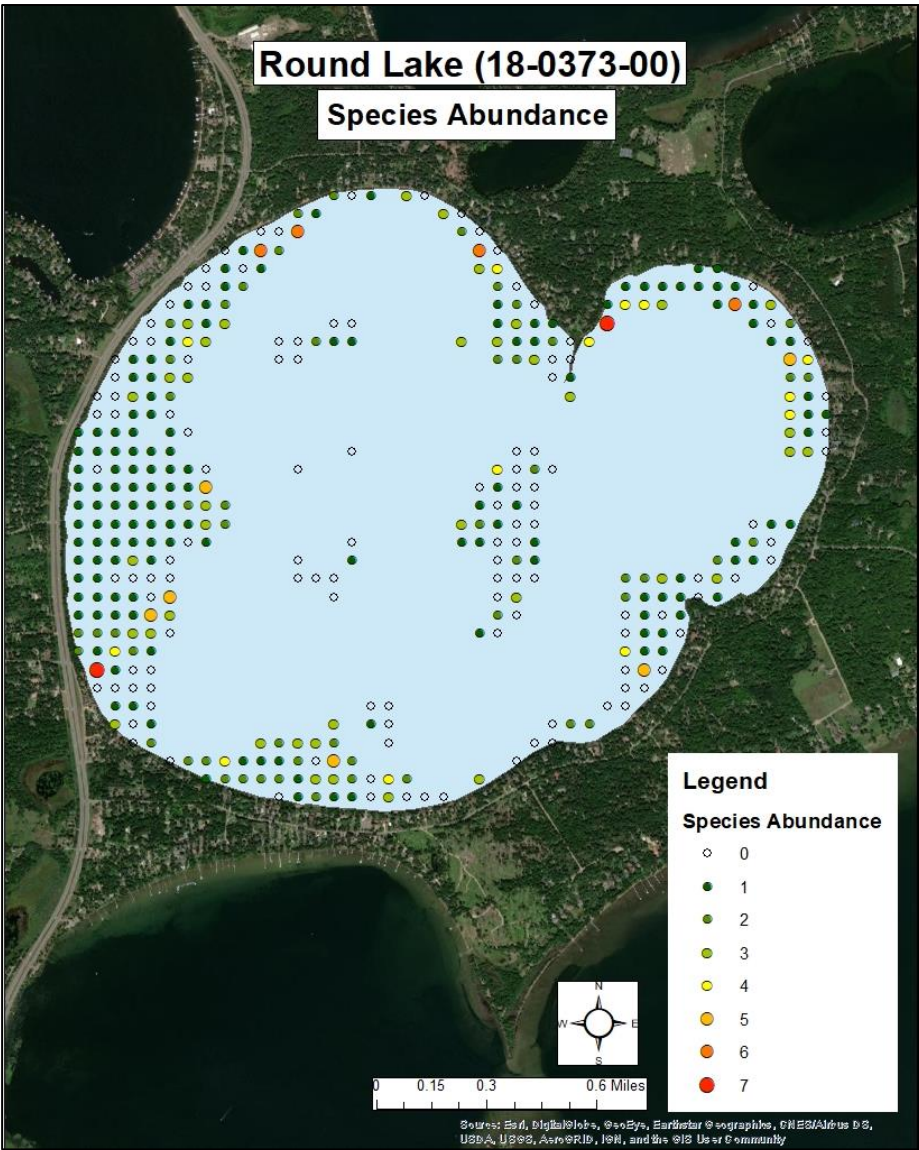 Round Lake (18-0373-00)
Species Abundance
Legend
Species Abundance
0
1
2
3
4
5
6
7
N
W E
S
0 0.15 0.3 0.6 Miles
Source: Esri, DigitalGlobe, GeoEye, Earthstar Geographics, CNES/Airbus DS,
USDA, USGS, AeroGRID, IGN, and the GIS User Community